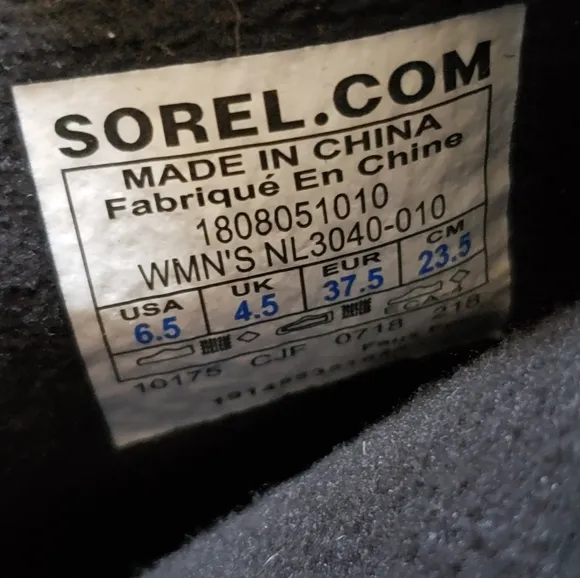 SOREL.COM
MADE IN CHINA
Fabriqué En Chine
1808051010
WMN'S NL3040-010
USA UK EUR CM
6.5 4.5 37.5 23.5
10175 CJF 0718 218